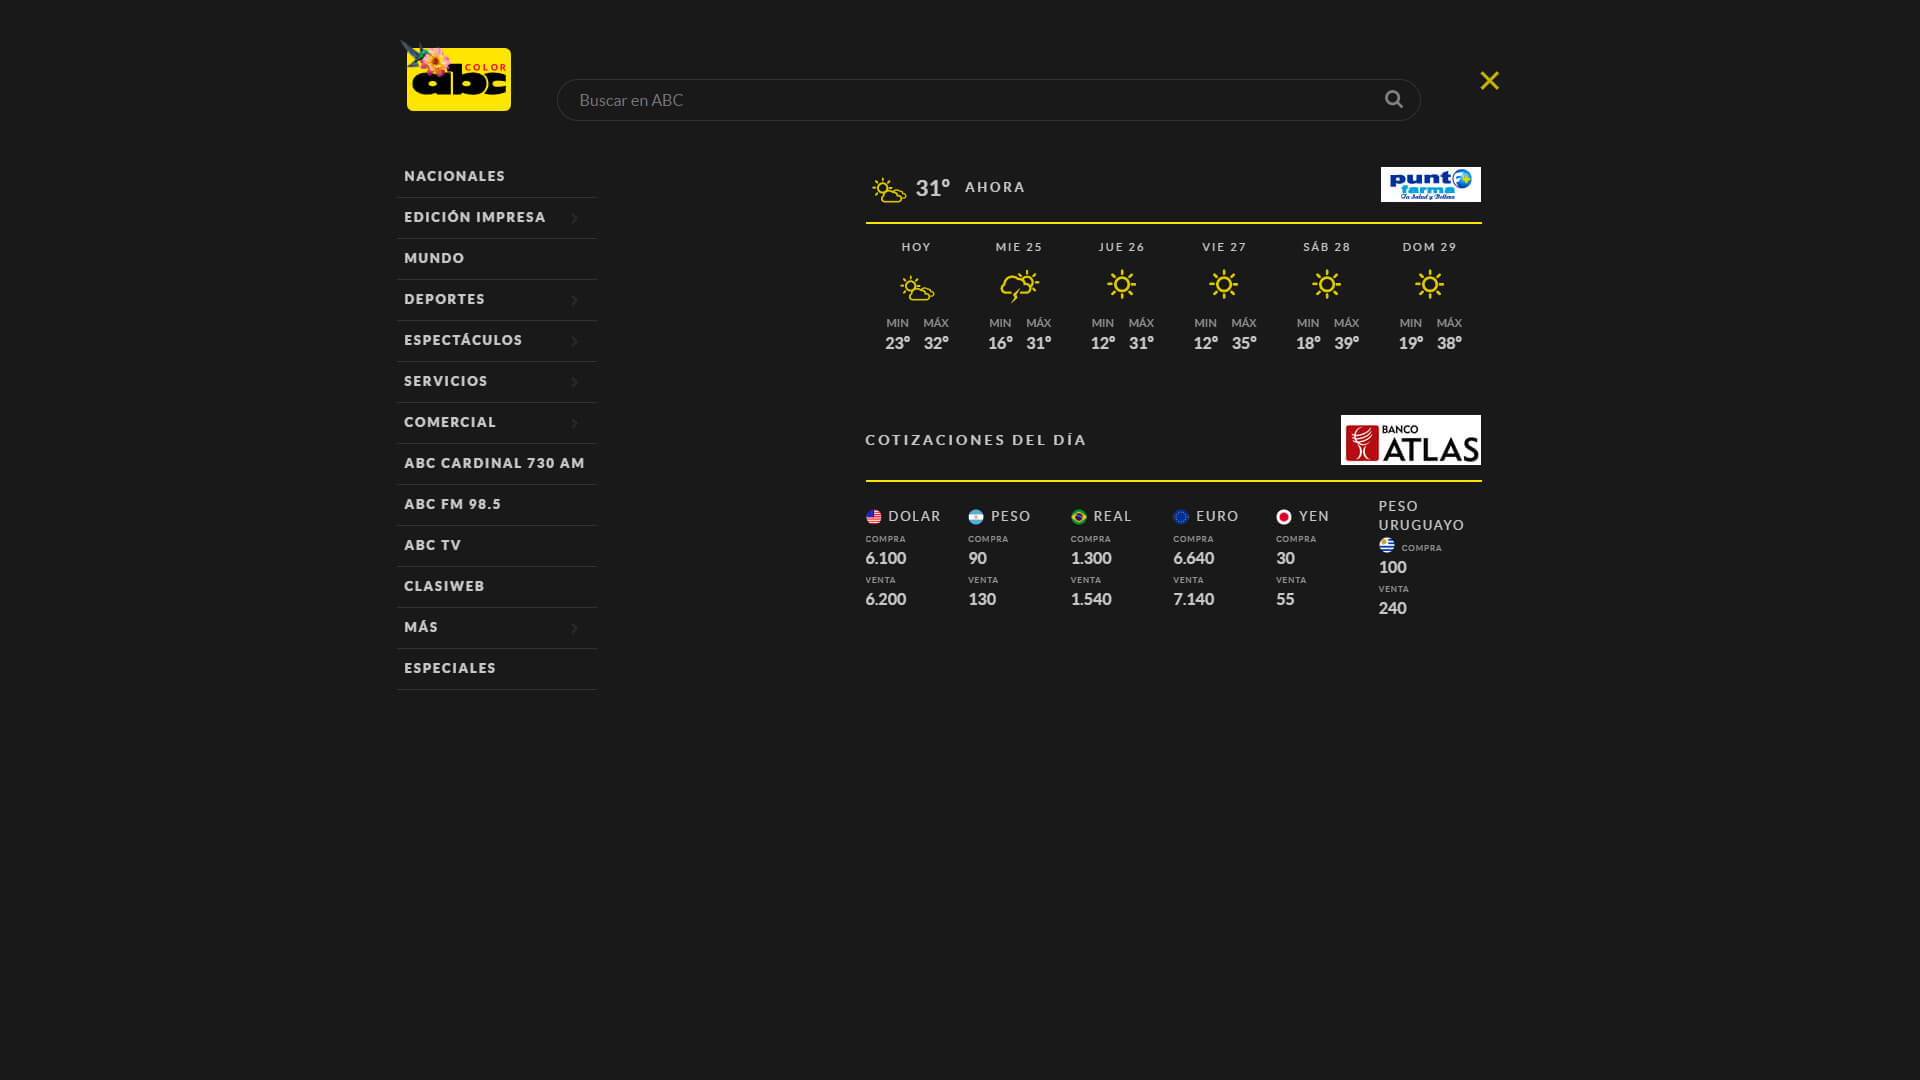 COLOR
abc
Buscar en ABC
NACIONALES
EDICIÓN IMPRESA
MUNDO
DEPORTES
ESPECTÁCULOS
SERVICIOS
COMERCIAL
ABC CARDINAL 730 AM
ABC FM 98.5
ABC TV
CLASIWEB
MÁS
ESPECIALES
31° AHORA
punto farma
Tu Salud y Belleza
HOY MIE 25 JUE 26 VIE 27 SÁB 28 DOM 29
MIN MÁX MIN MÁX MIN MÁX MIN MÁX MIN MÁX MIN MÁX
23° 32° 16° 31° 12° 31° 12° 35° 18° 39° 19° 38°
COTIZACIONES DEL DÍA
BANCO
ATLAS
DOLAR
COMPRA
6.100
VENTA
6.200
PESO
COMPRA
90
VENTA
130
REAL
COMPRA
1.300
VENTA
1.540
EURO
COMPRA
6.640
VENTA
7.140
YEN
COMPRA
30
VENTA
55
PESO
URUGUAYO
COMPRA
100
VENTA
240